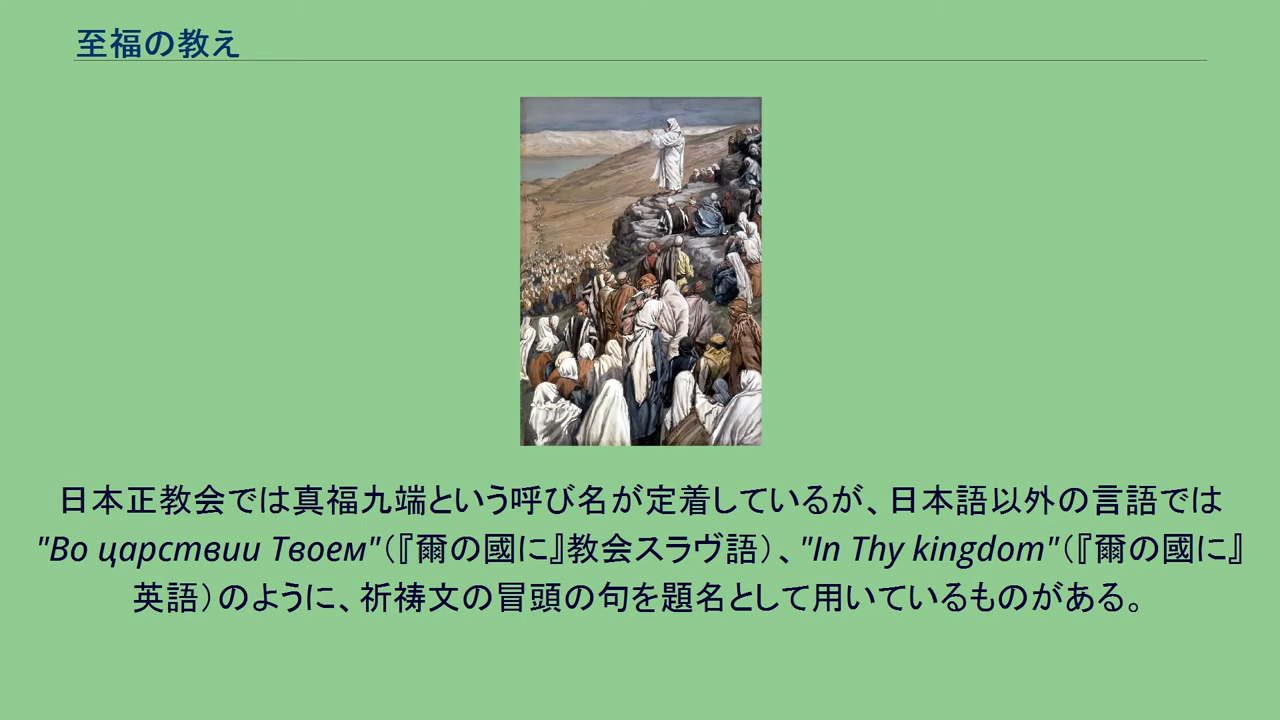 至福の教え
日本正教会では真福九端という呼び名が定着しているが、日本語以外の言語では
"Во царствии Твоем"（『爾の國に』教会スラヴ語）、"In Thy kingdom"（『爾の國に』
英語）のように、祈祷文の冒頭の句を題名として用いているものがある。